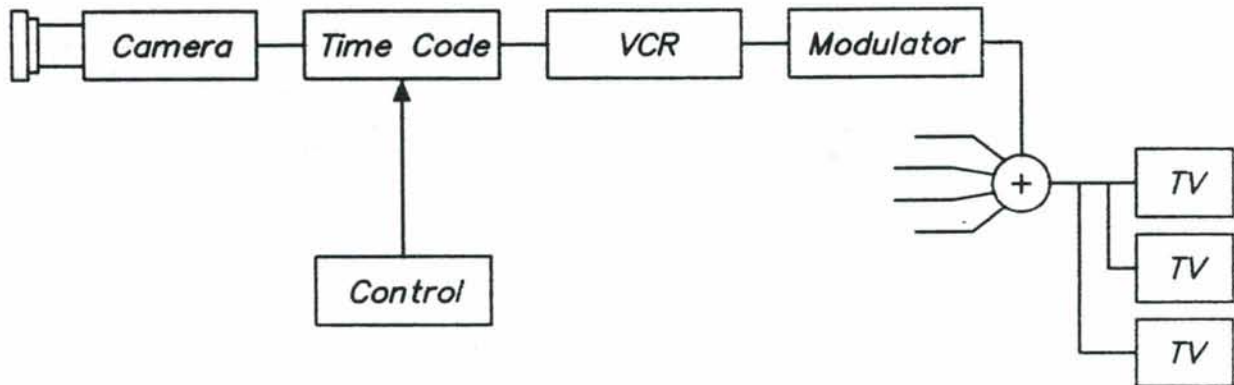 Camera
Time Code
VCR
Modulator
+
TV
TV
Control
TV